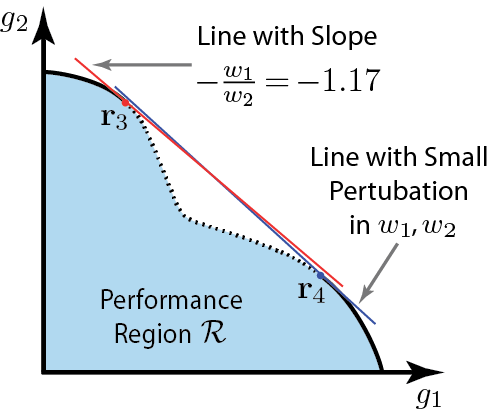 g₂
Line with Slope
−w₁/w₂ = −1.17
r₃
Line with Small
Pertubation
in w₁, w₂
r₄
Performance
Region ℛ
g₁